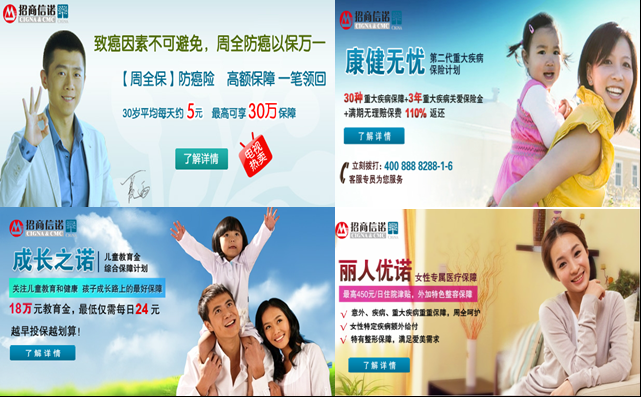 招商信诺
CIGNA & CMC
致癌因素不可避免，周全防癌以保万一
【周全保】防癌险 高额保障 一笔领回
30岁平均每天约 5元 最高可享 30万 保障
了解详情
电视
热卖
招商信诺
CIGNA & CMC
康健无忧 第二代重大疾病
保险计划
30种重大疾病保障+3年重大疾病关爱保险金
+满期无理赔保费 110% 返还
了解详情
立刻拨打：400 888 8288-1-6
客服专员为您服务
招商信诺
CIGNA & CMC
成长之诺 儿童教育金
综合保障计划
关注儿童教育和健康 孩子成长路上的最好保障
18万元教育金，最低仅需每日24 元
越早投保越划算！
了解详情
招商信诺
CIGNA & CMC
丽人优诺 女性专属医疗保障
最高450元/日住院津贴，外加特色整容保障
✓ 意外、疾病、重大疾病重重保障，周全呵护
✓ 女性特定疾病额外给付
✓ 特有整形保障，满足爱美需求
了解详情